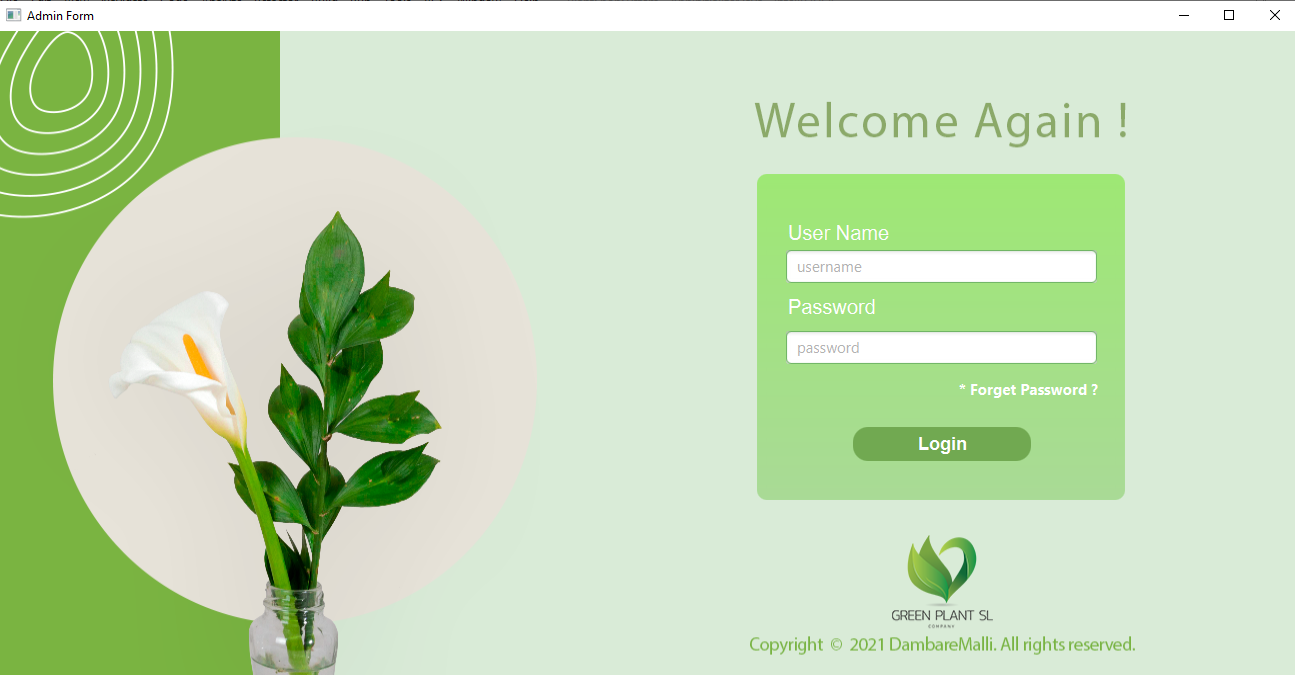 Admin Form
Welcome Again !
User Name
username
Password
password
* Forget Password ?
Login
GREEN PLANT SL
COMPANY
Copyright © 2021 DambareMalli. All rights reserved.